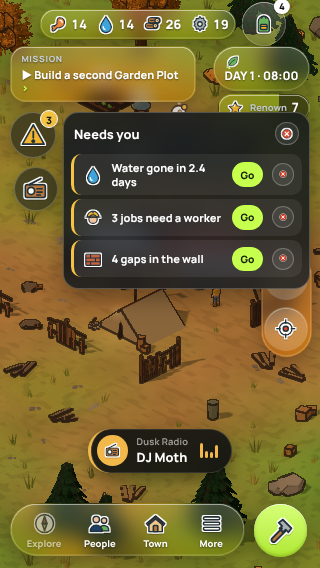 14 14 26 19
4
MISSION
▶ Build a second Garden Plot
›
DAY 1 · 08:00
Renown 7
3
Needs you
Water gone in 2.4
days
Go
3 jobs need a worker
Go
4 gaps in the wall
Go
Dusk Radio
DJ Moth
Explore People Town More